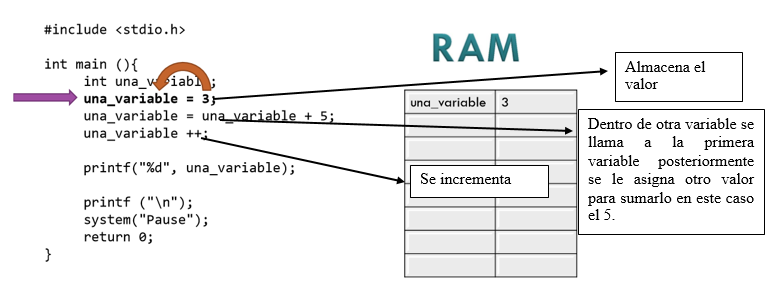 #include <stdio.h>
int main (){
int una_variable;
una_variable = 3;
una_variable = una_variable + 5;
una_variable ++;
printf("%d", una_variable);
printf ("\n");
system("Pause");
return 0;
}
RAM
una_variable 3
Almacena el
valor
Dentro de otra variable se
llama a la primera
variable posteriormente
se le asigna otro valor
para sumarlo en este caso
el 5.
Se incrementa